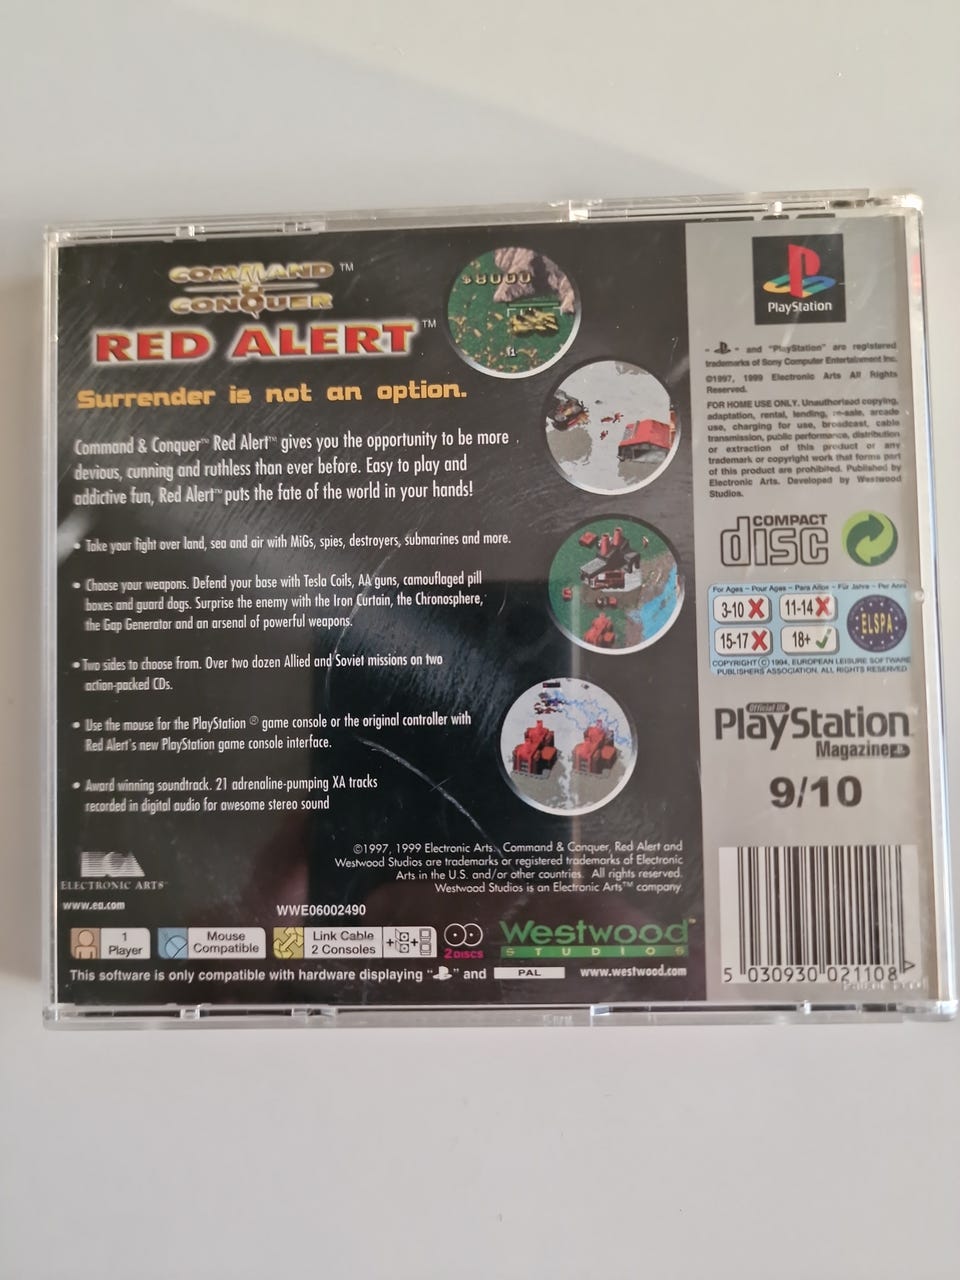 COMMAND ™
&
CONQUER
RED ALERT™
Surrender is not an option.
Command & Conquer™ Red Alert™ gives you the opportunity to be more
devious, cunning and ruthless than ever before. Easy to play and
addictive fun, Red Alert™ puts the fate of the world in your hands!
• Take your fight over land, sea and air with MiGs, spies, destroyers, submarines and more.
• Choose your weapons. Defend your base with Tesla Coils, AA guns, camouflaged pill
boxes and guard dogs. Surprise the enemy with the Iron Curtain, the Chronosphere,
the Gap Generator and an arsenal of powerful weapons.
• Two sides to choose from. Over two dozen Allied and Soviet missions on two
action-packed CDs.
• Use the mouse for the PlayStation ® game console or the original controller with
Red Alert's new PlayStation game console interface.
• Award winning soundtrack. 21 adrenaline-pumping XA tracks
recorded in digital audio for awesome stereo sound
$8000
©1997, 1999 Electronic Arts. Command & Conquer, Red Alert and
Westwood Studios are trademarks or registered trademarks of Electronic
Arts in the U.S. and/or other countries. All rights reserved.
Westwood Studios is an Electronic Arts™ company.
ELECTRONIC ARTS™
www.ea.com
WWE06002490
1
Player
Mouse
Compatible
Link Cable
2 Consoles
2 DISCS
Westwood™
STUDIOS
This software is only compatible with hardware displaying " " and
PAL
www.westwood.com
PlayStation
" " and "PlayStation" are registered
trademarks of Sony Computer Entertainment Inc.
©1997, 1999 Electronic Arts All Rights
Reserved.
FOR HOME USE ONLY. Unauthorised copying,
adaptation, rental, lending, re-sale, arcade
use, charging for use, broadcast, cable
transmission, public performance, distribution
or extraction of this product or any
trademark or copyright work that forms part
of this product are prohibited. Published by
Electronic Arts. Developed by Westwood
Studios.
COMPACT
disc
For Ages - Pour Ages - Para Años - Für Jahre - Per Anni
3-10 11-14
15-17 18+
ELSPA
COPYRIGHT © 1994, EUROPEAN LEISURE SOFTWARE
PUBLISHERS ASSOCIATION. ALL RIGHTS RESERVED
Official UK
PlayStation
Magazine
9/10
5 030930 021108 >